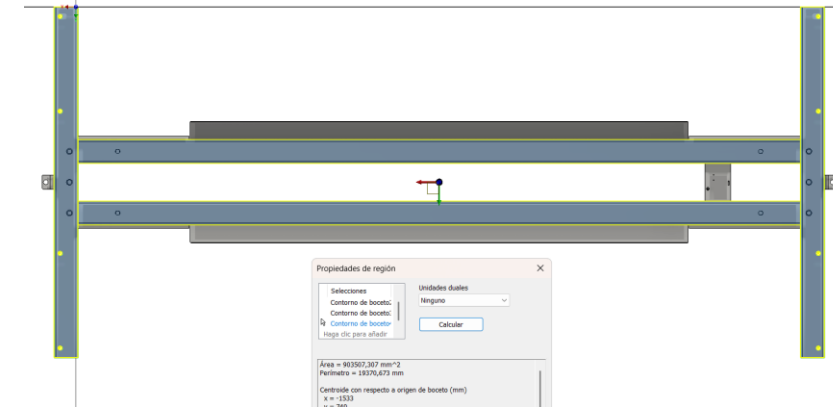 Propiedades de región
Selecciones
Contorno de boceto
Contorno de boceto
Contorno de boceto
Haga clic para añadir
Unidades duales
Ninguno
Calcular
Área = 903507,307 mm^2
Perímetro = 19370,673 mm
Centroide con respecto a origen de boceto (mm)
x = -1533
y = 760